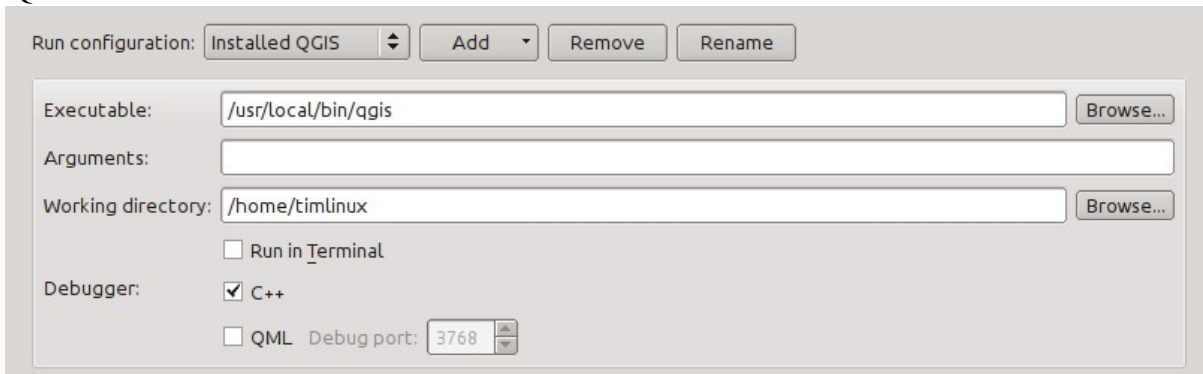 Run configuration: Installed QGIS Add Remove Rename
Executable: /usr/local/bin/qgis Browse...
Arguments:
Working directory: /home/timlinux Browse...
Run in Terminal
Debugger: C++
QML Debug port: 3768